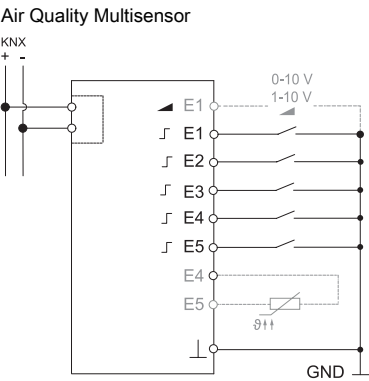 Air Quality Multisensor
KNX
+ -
0-10 V
1-10 V
E1
E1
E2
E3
E4
E5
E4
E5
ϑ↑↑
GND